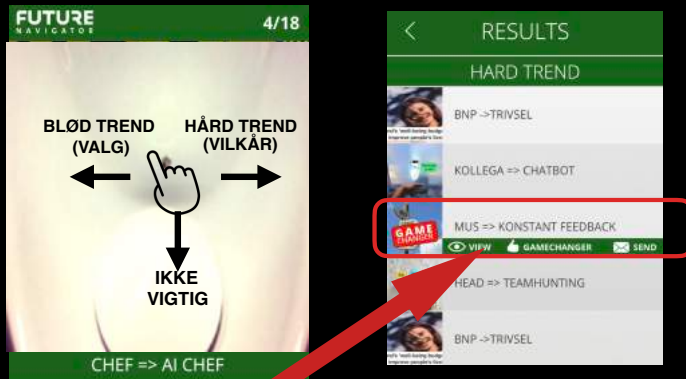 FUTURE
NAVIGATOR
4/18
BLØD TREND
(VALG)
HÅRD TREND
(VILKÅR)
IKKE
VIGTIG
CHEF => AI CHEF
RESULTS
HARD TREND
BNP ->TRIVSEL
KOLLEGA => CHATBOT
GAME
CHANGER
MUS => KONSTANT FEEDBACK
VIEW
GAMECHANGER
SEND
HEAD => TEAMHUNTING
BNP ->TRIVSEL